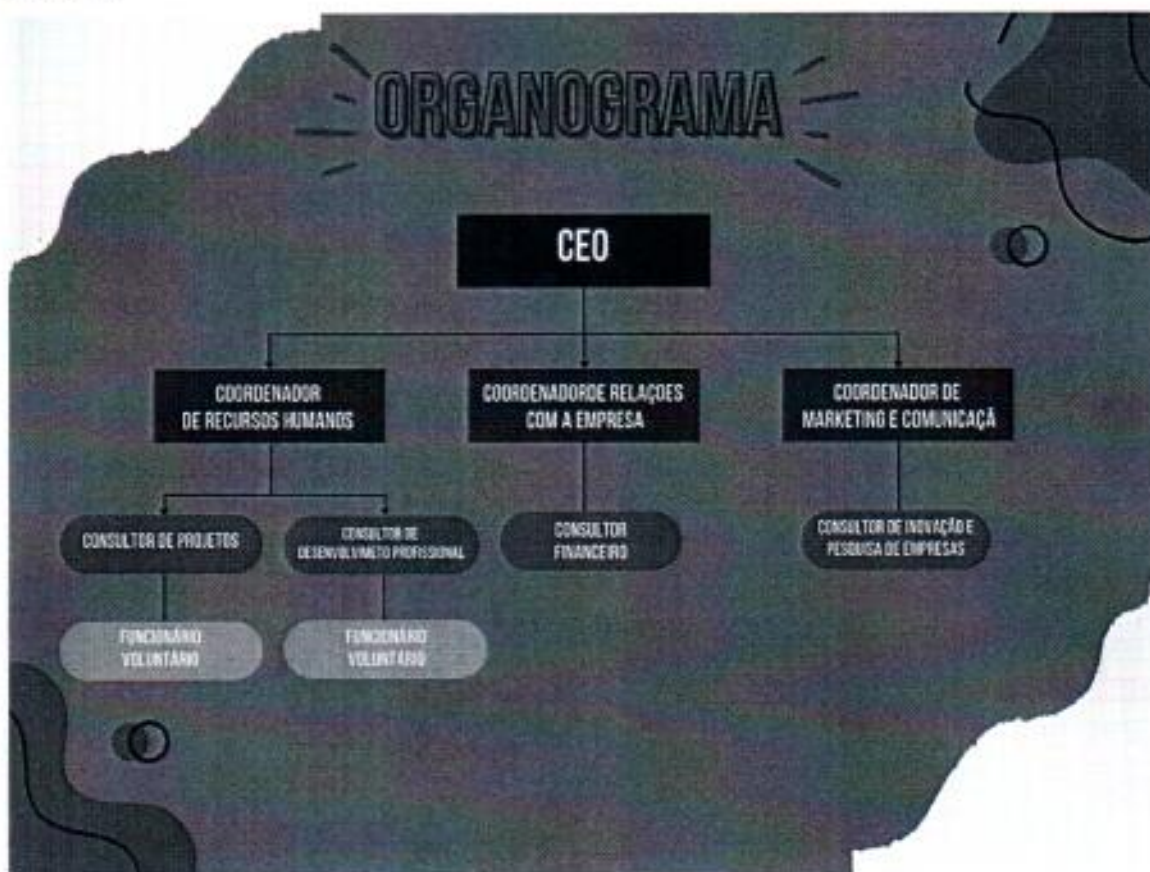 ORGANOGRAMA
CEO
COORDENADOR
DE RECURSOS HUMANOS
COORDENADORDE RELAÇOES
COM A EMPRESA
COORDENADOR DE
MARKETING E COMUNICAÇÃ
CONSULTOR DE PROJETOS
CONSULTOR DE
DESENVOLVIMETO PROFISSIONAL
CONSULTOR
FINANCEIRO
CONSULTOR DE INOVAÇÃO E
PESQUISA DE EMPRESAS
FUNCIONÁRIO
VOLUNTÁRIO
FUNCIONÁRIO
VOLUNTÁRIO